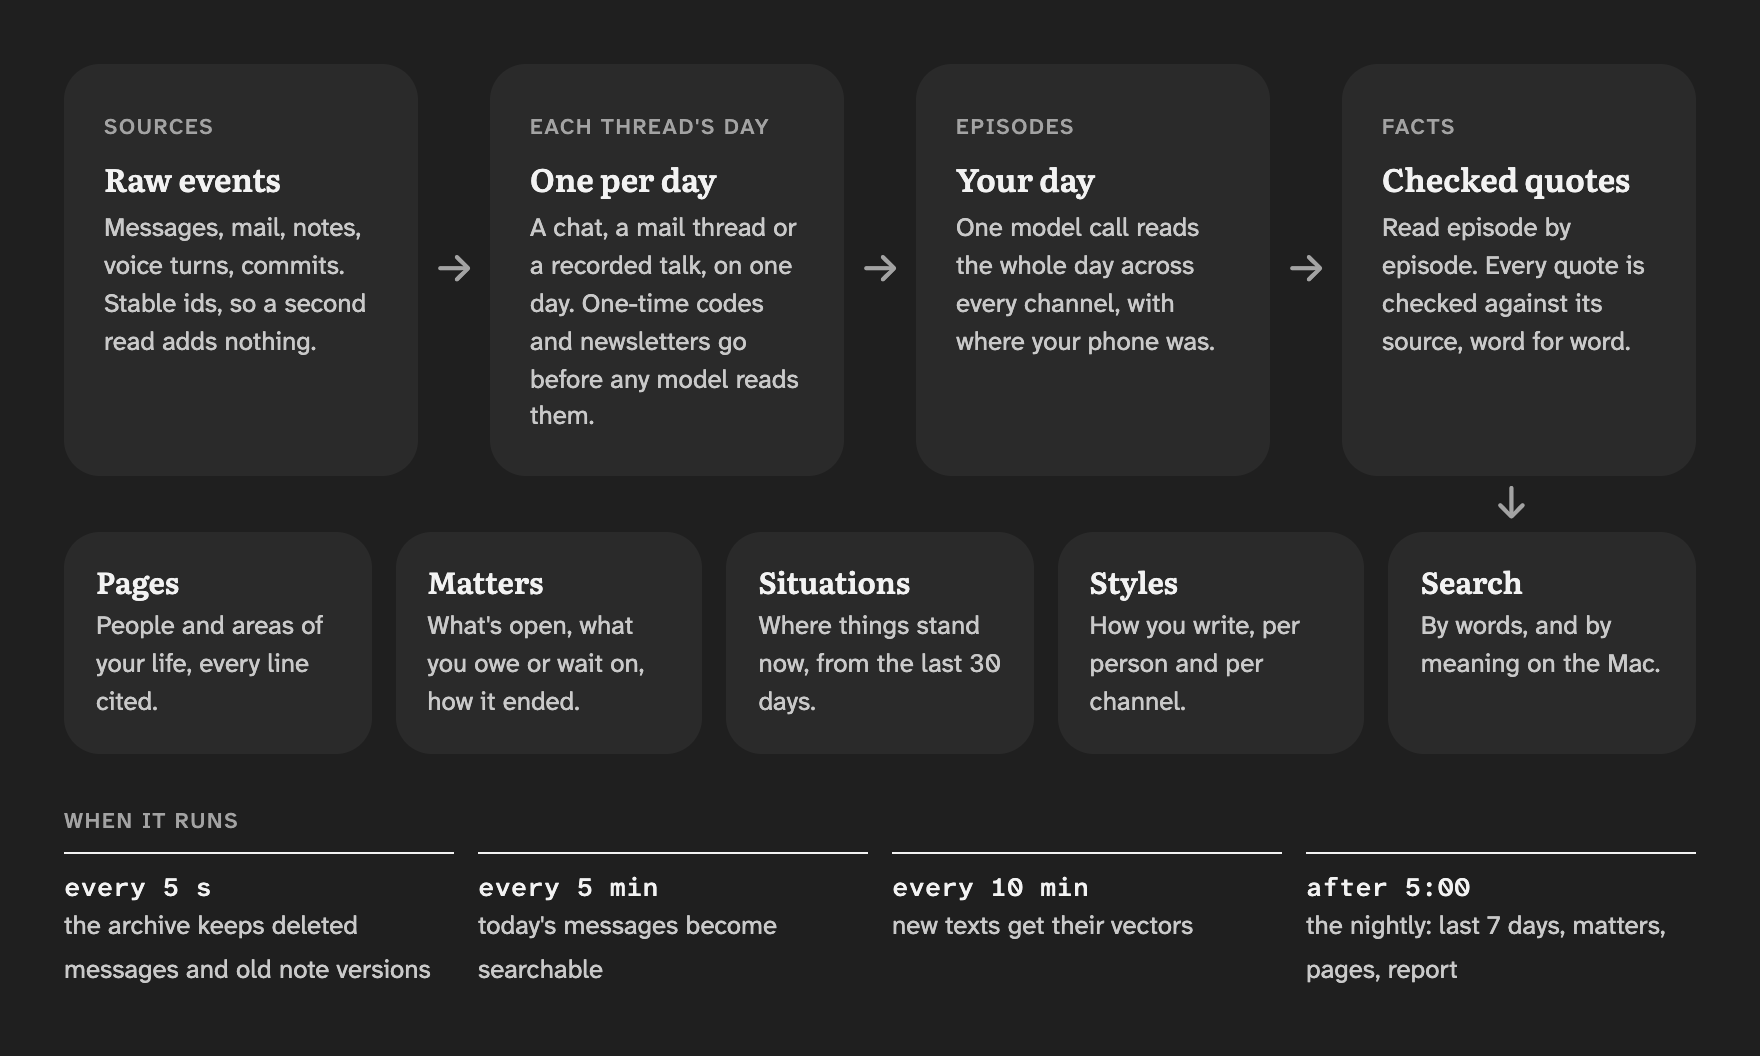 SOURCES
Raw events
Messages, mail, notes,
voice turns, commits.
Stable ids, so a second
read adds nothing.
EACH THREAD'S DAY
One per day
A chat, a mail thread or
a recorded talk, on one
day. One-time codes
and newsletters go
before any model reads
them.
EPISODES
Your day
One model call reads
the whole day across
every channel, with
where your phone was.
FACTS
Checked quotes
Read episode by
episode. Every quote is
checked against its
source, word for word.
Pages
People and areas of
your life, every line
cited.
Matters
What's open, what
you owe or wait on,
how it ended.
Situations
Where things stand
now, from the last 30
days.
Styles
How you write, per
person and per
channel.
Search
By words, and by
meaning on the Mac.
WHEN IT RUNS
every 5 s
the archive keeps deleted
messages and old note versions
every 5 min
today's messages become
searchable
every 10 min
new texts get their vectors
after 5:00
the nightly: last 7 days, matters,
pages, report